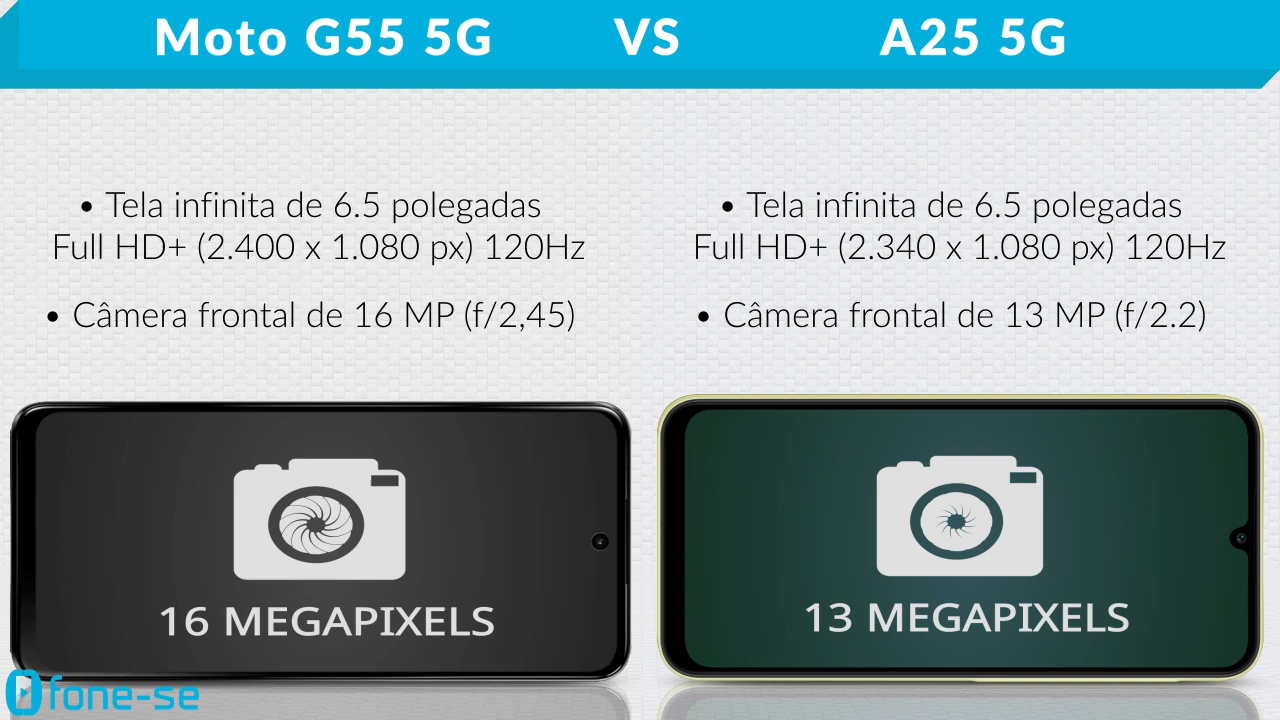 Moto G55 5G VS A25 5G
• Tela infinita de 6.5 polegadas
Full HD+ (2.400 x 1.080 px) 120Hz
• Câmera frontal de 16 MP (f/2,45)
• Tela infinita de 6.5 polegadas
Full HD+ (2.340 x 1.080 px) 120Hz
• Câmera frontal de 13 MP (f/2.2)
16 MEGAPIXELS
13 MEGAPIXELS
fone-se